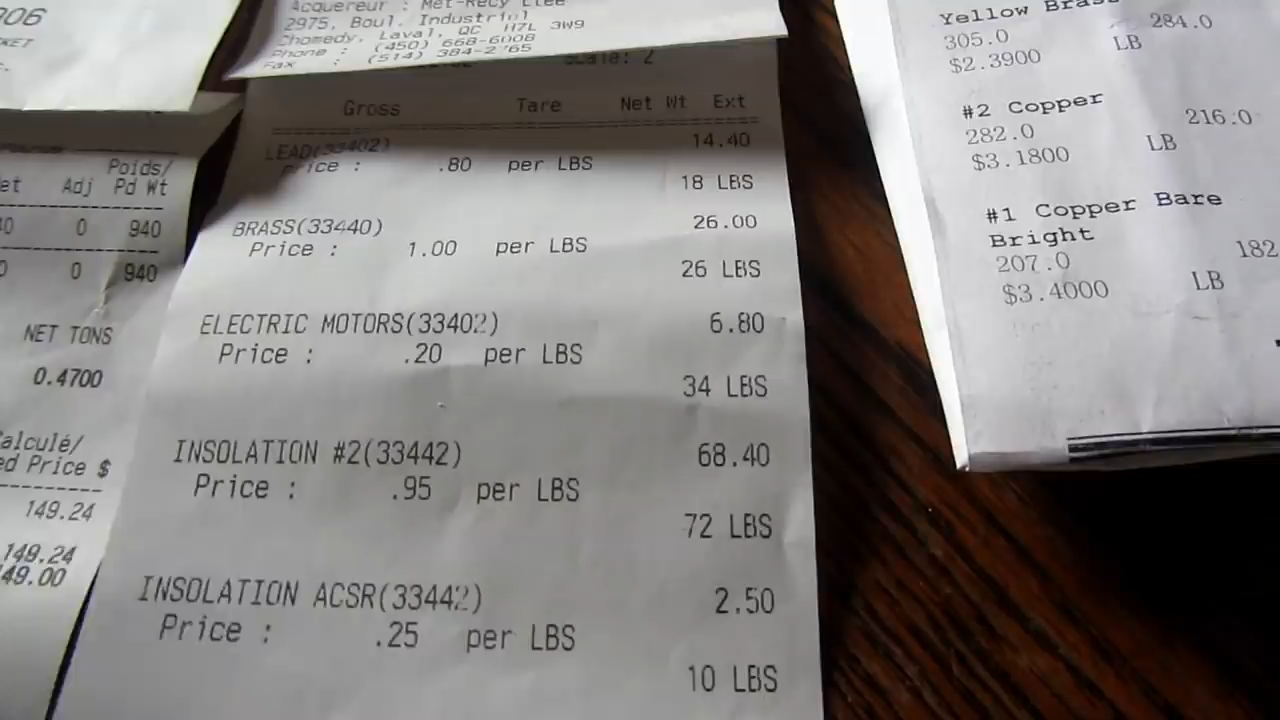 906
Acquereur : Met-Recy Ltee
2975, Boul. Industriel
Chomedy, Laval, QC H7L 3W9
Phone : (450) 668-6008
Fax : (514) 384-2
Poids/
Adj Pd Wt
0 940
0 940
NET TONS
0.4700
Price $
149.24
149.24
49.00
Gross Tare Net Wt Ext
LEAD(33402) 14.40
Price : .80 per LBS
18 LBS
BRASS(33440) 26.00
Price : 1.00 per LBS
26 LBS
ELECTRIC MOTORS(33402) 6.80
Price : .20 per LBS
34 LBS
INSOLATION #2(33442) 68.40
Price : .95 per LBS
72 LBS
INSOLATION ACSR(33442) 2.50
Price : .25 per LBS
10 LBS
Yellow Brass
305.0 284.0
$2.3900 LB
#2 Copper
282.0 216.0
$3.1800 LB
#1 Copper Bare
Bright
207.0 182
$3.4000 LB